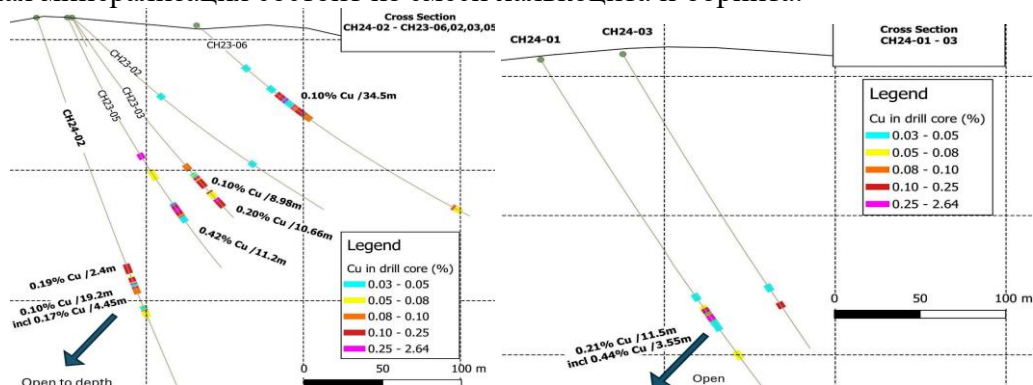 минерализация состоит из смеси халькоцита и борнита.
Cross Section
CH24-02 - CH23-06,02,03,05
CH23-06
CH23-02
CH23-03
CH23-05
CH24-02
0.10% Cu /34.5m
0.10% Cu /8.98m
0.20% Cu /10.66m
0.42% Cu /11.2m
0.19% Cu /2.4m
0.10% Cu /19.2m
incl 0.17% Cu /4.45m
Open to depth
Legend
Cu in drill core (%)
0.03 - 0.05
0.05 - 0.08
0.08 - 0.10
0.10 - 0.25
0.25 - 2.64
0 50 100 m
CH24-01
CH24-03
Cross Section
CH24-01 - 03
Legend
Cu in drill core (%)
0.03 - 0.05
0.05 - 0.08
0.08 - 0.10
0.10 - 0.25
0.25 - 2.64
0 50 100 m
0.21% Cu /11.5m
incl 0.44% Cu /3.55m
Open